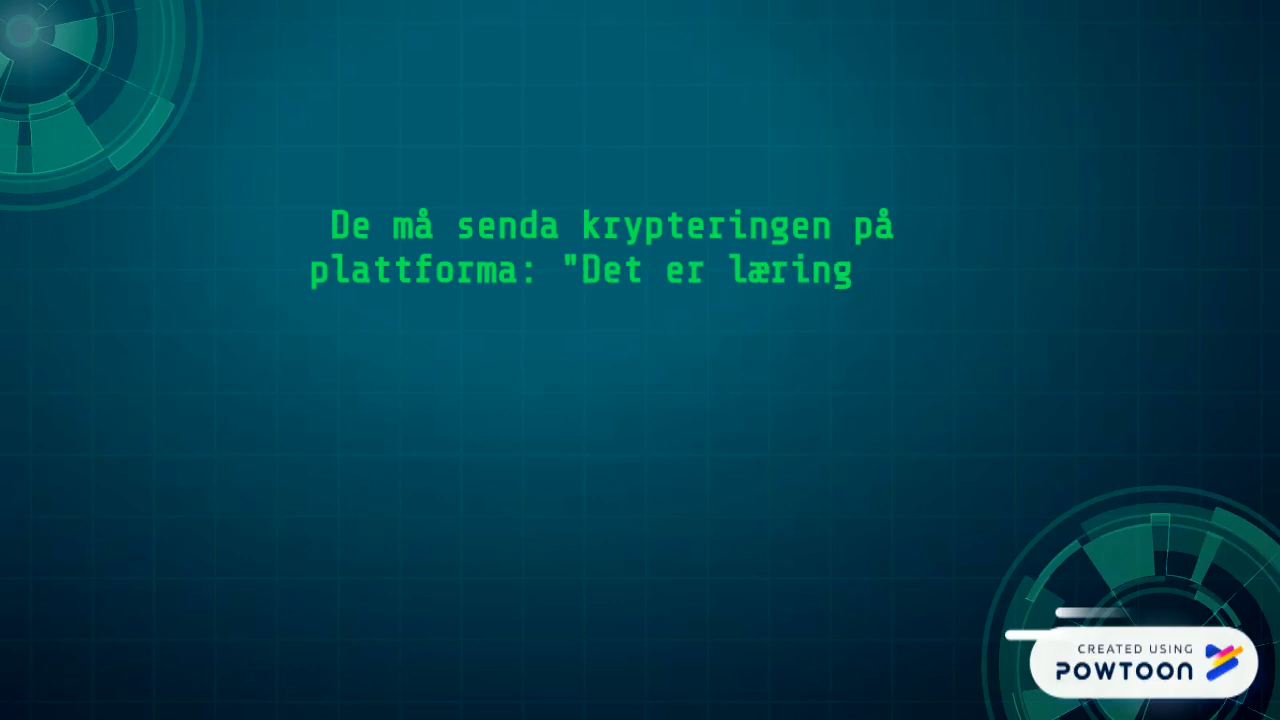 De må senda krypteringen på
plattforma: "Det er læring
CREATED USING
POWTOON